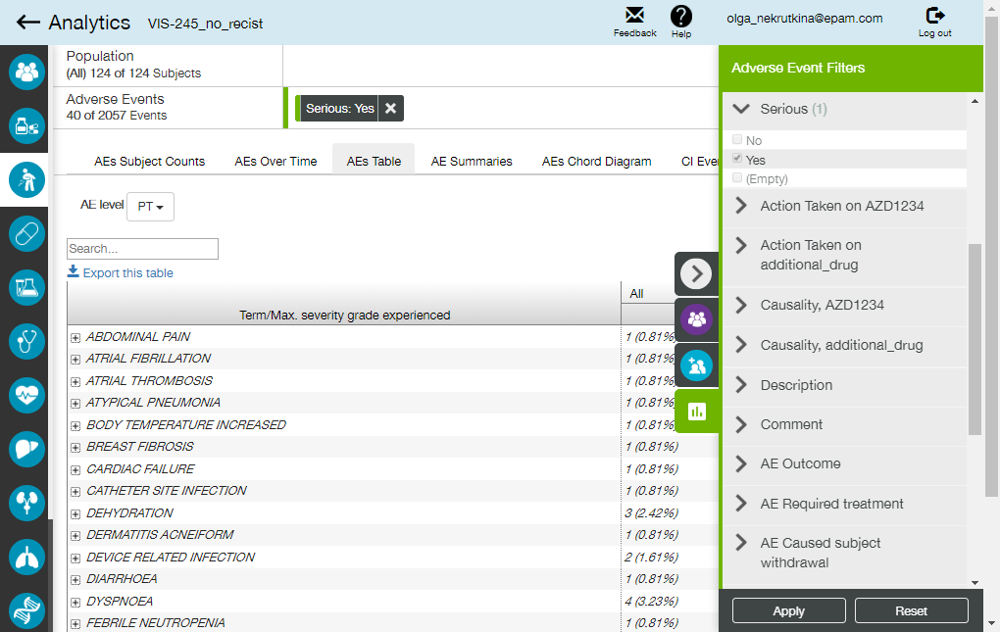 Analytics VIS-245_no_recist
Feedback
Help
olga_nekrutkina@epam.com
Log out
Population
(All) 124 of 124 Subjects
Adverse Events
40 of 2057 Events
Serious: Yes
AEs Subject Counts AEs Over Time AEs Table AE Summaries AEs Chord Diagram CI Ever
AE level PT
Search...
Export this table
All
Term/Max. severity grade experienced
ABDOMINAL PAIN 1 (0.81%)
ATRIAL FIBRILLATION 1 (0.81%
ATRIAL THROMBOSIS 1 (0.81%
ATYPICAL PNEUMONIA 1 (0.81%
BODY TEMPERATURE INCREASED 1 (0.81%
BREAST FIBROSIS 1 (0.81%)
CARDIAC FAILURE 1 (0.81%)
CATHETER SITE INFECTION 1 (0.81%)
DEHYDRATION 3 (2.42%)
DERMATITIS ACNEIFORM 1 (0.81%)
DEVICE RELATED INFECTION 2 (1.61%)
DIARRHOEA 1 (0.81%)
DYSPNOEA 4 (3.23%)
FEBRILE NEUTROPENIA 1 (0.81%)
Adverse Event Filters
Serious (1)
No
Yes
(Empty)
Action Taken on AZD1234
Action Taken on
additional_drug
Causality, AZD1234
Causality, additional_drug
Description
Comment
AE Outcome
AE Required treatment
AE Caused subject
withdrawal
Apply Reset